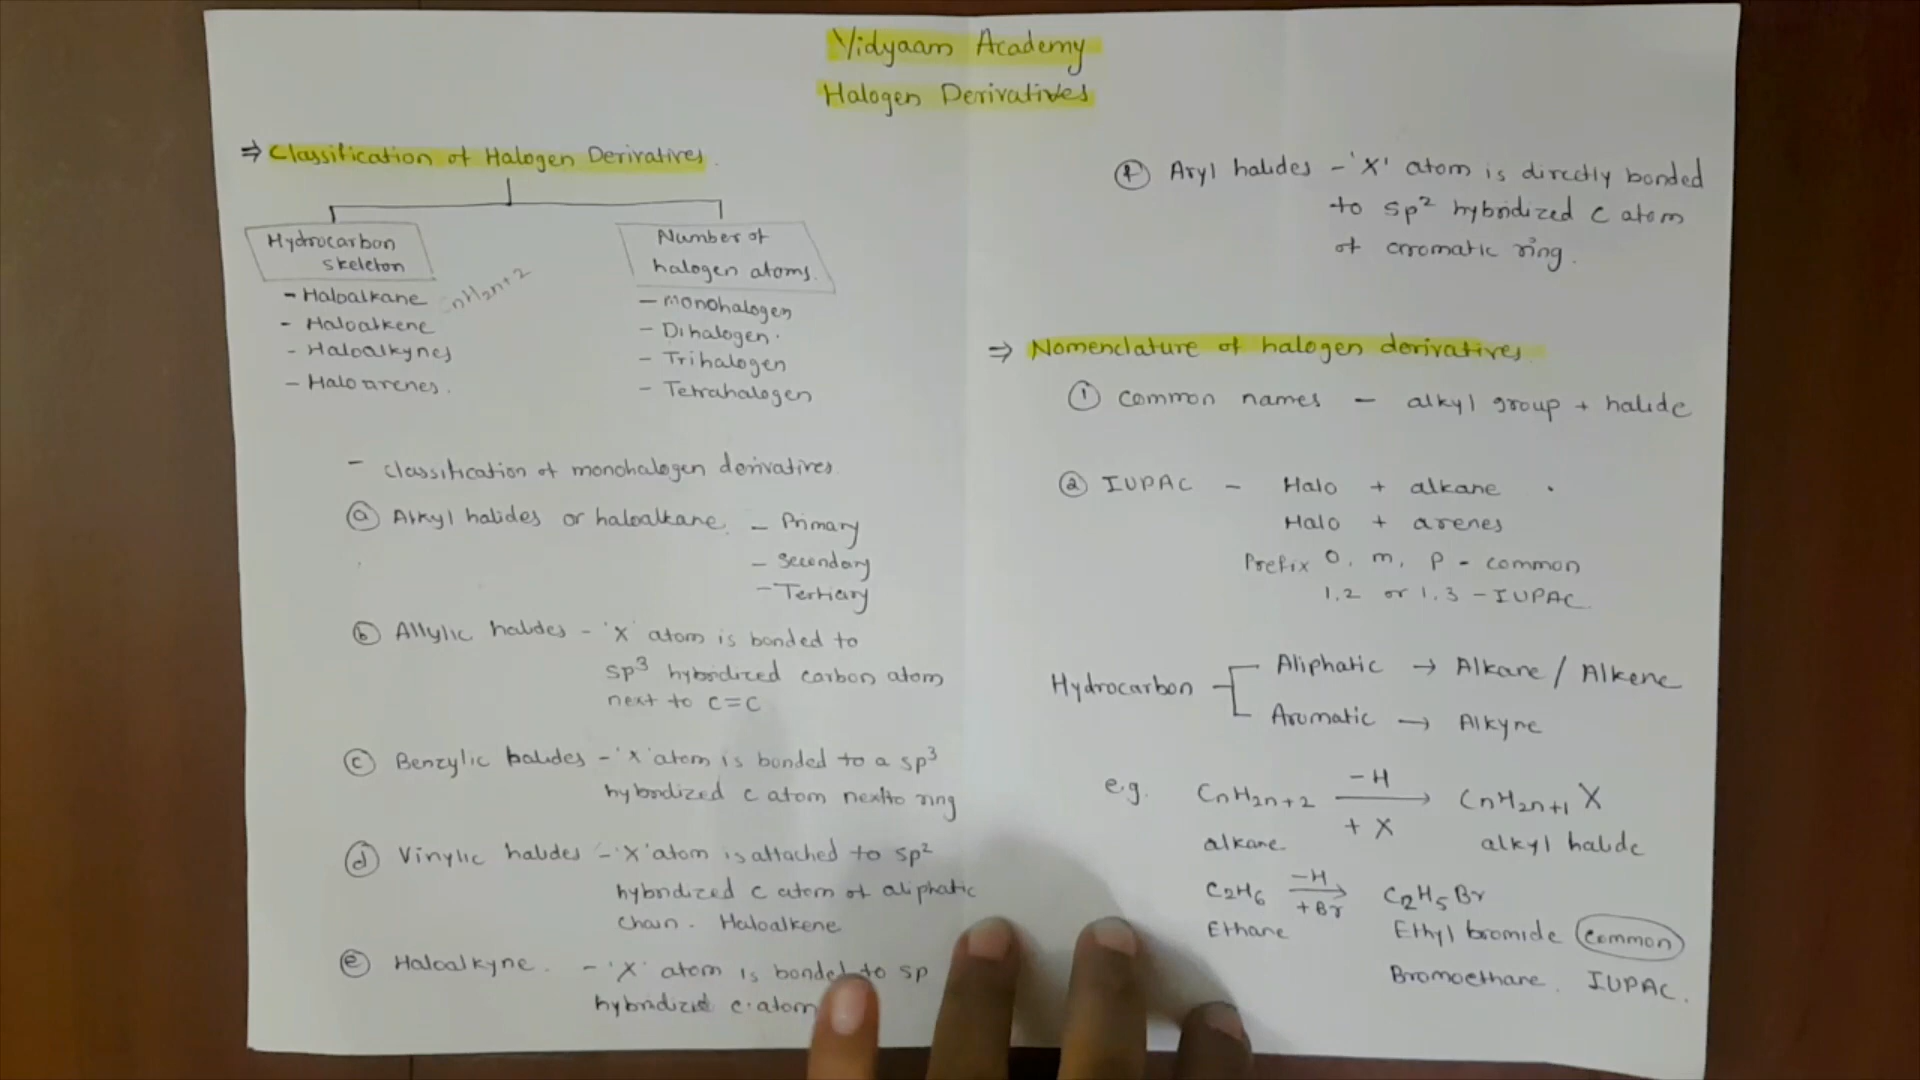 Vidyaam Academy
Halogen Derivatives
⇒ Classification of Halogen Derivatives.
Hydrocarbon
skeleton
- Haloalkane
- Haloalkene
- Haloalkynes
- Haloarenes.
CnH2n+2
Number of
halogen atoms.
- Monohalogen
- Dihalogen.
- Trihalogen
- Tetrahalogen
- Classification of monohalogen derivatives.
ⓐ Alkyl halides or haloalkane. - Primary
- Secondary
- Tertiary
ⓑ Allylic halides - 'X' atom is bonded to
sp³ hybridized carbon atom
next to C=C
ⓒ Benzylic halides - 'X' atom is bonded to a sp³
hybridized c atom next to ring
ⓓ Vinylic halides - 'X' atom is attached to sp²
hybridized c atom of aliphatic
chain. Haloalkene
ⓔ Haloalkyne. - 'X' atom is bonded to sp
hybridized c.atom
ⓕ Aryl halides - 'X' atom is directly bonded
to sp² hybridized c atom
of aromatic ring.
⇒ Nomenclature of halogen derivatives.
① Common names - alkyl group + halide
② IUPAC - Halo + alkane .
Halo + arenes
Prefix O, m, p - common
1,2 or 1,3 - IUPAC.
Hydrocarbon
Aliphatic → Alkane / Alkene
Aromatic → Alkyne
e.g. CnH2n+2 -H + X → CnH2n+1 X
alkane. alkyl halide
C2H6 -H +Br → C2H5Br
Ethane Ethyl bromide common
Bromoethane. IUPAC.